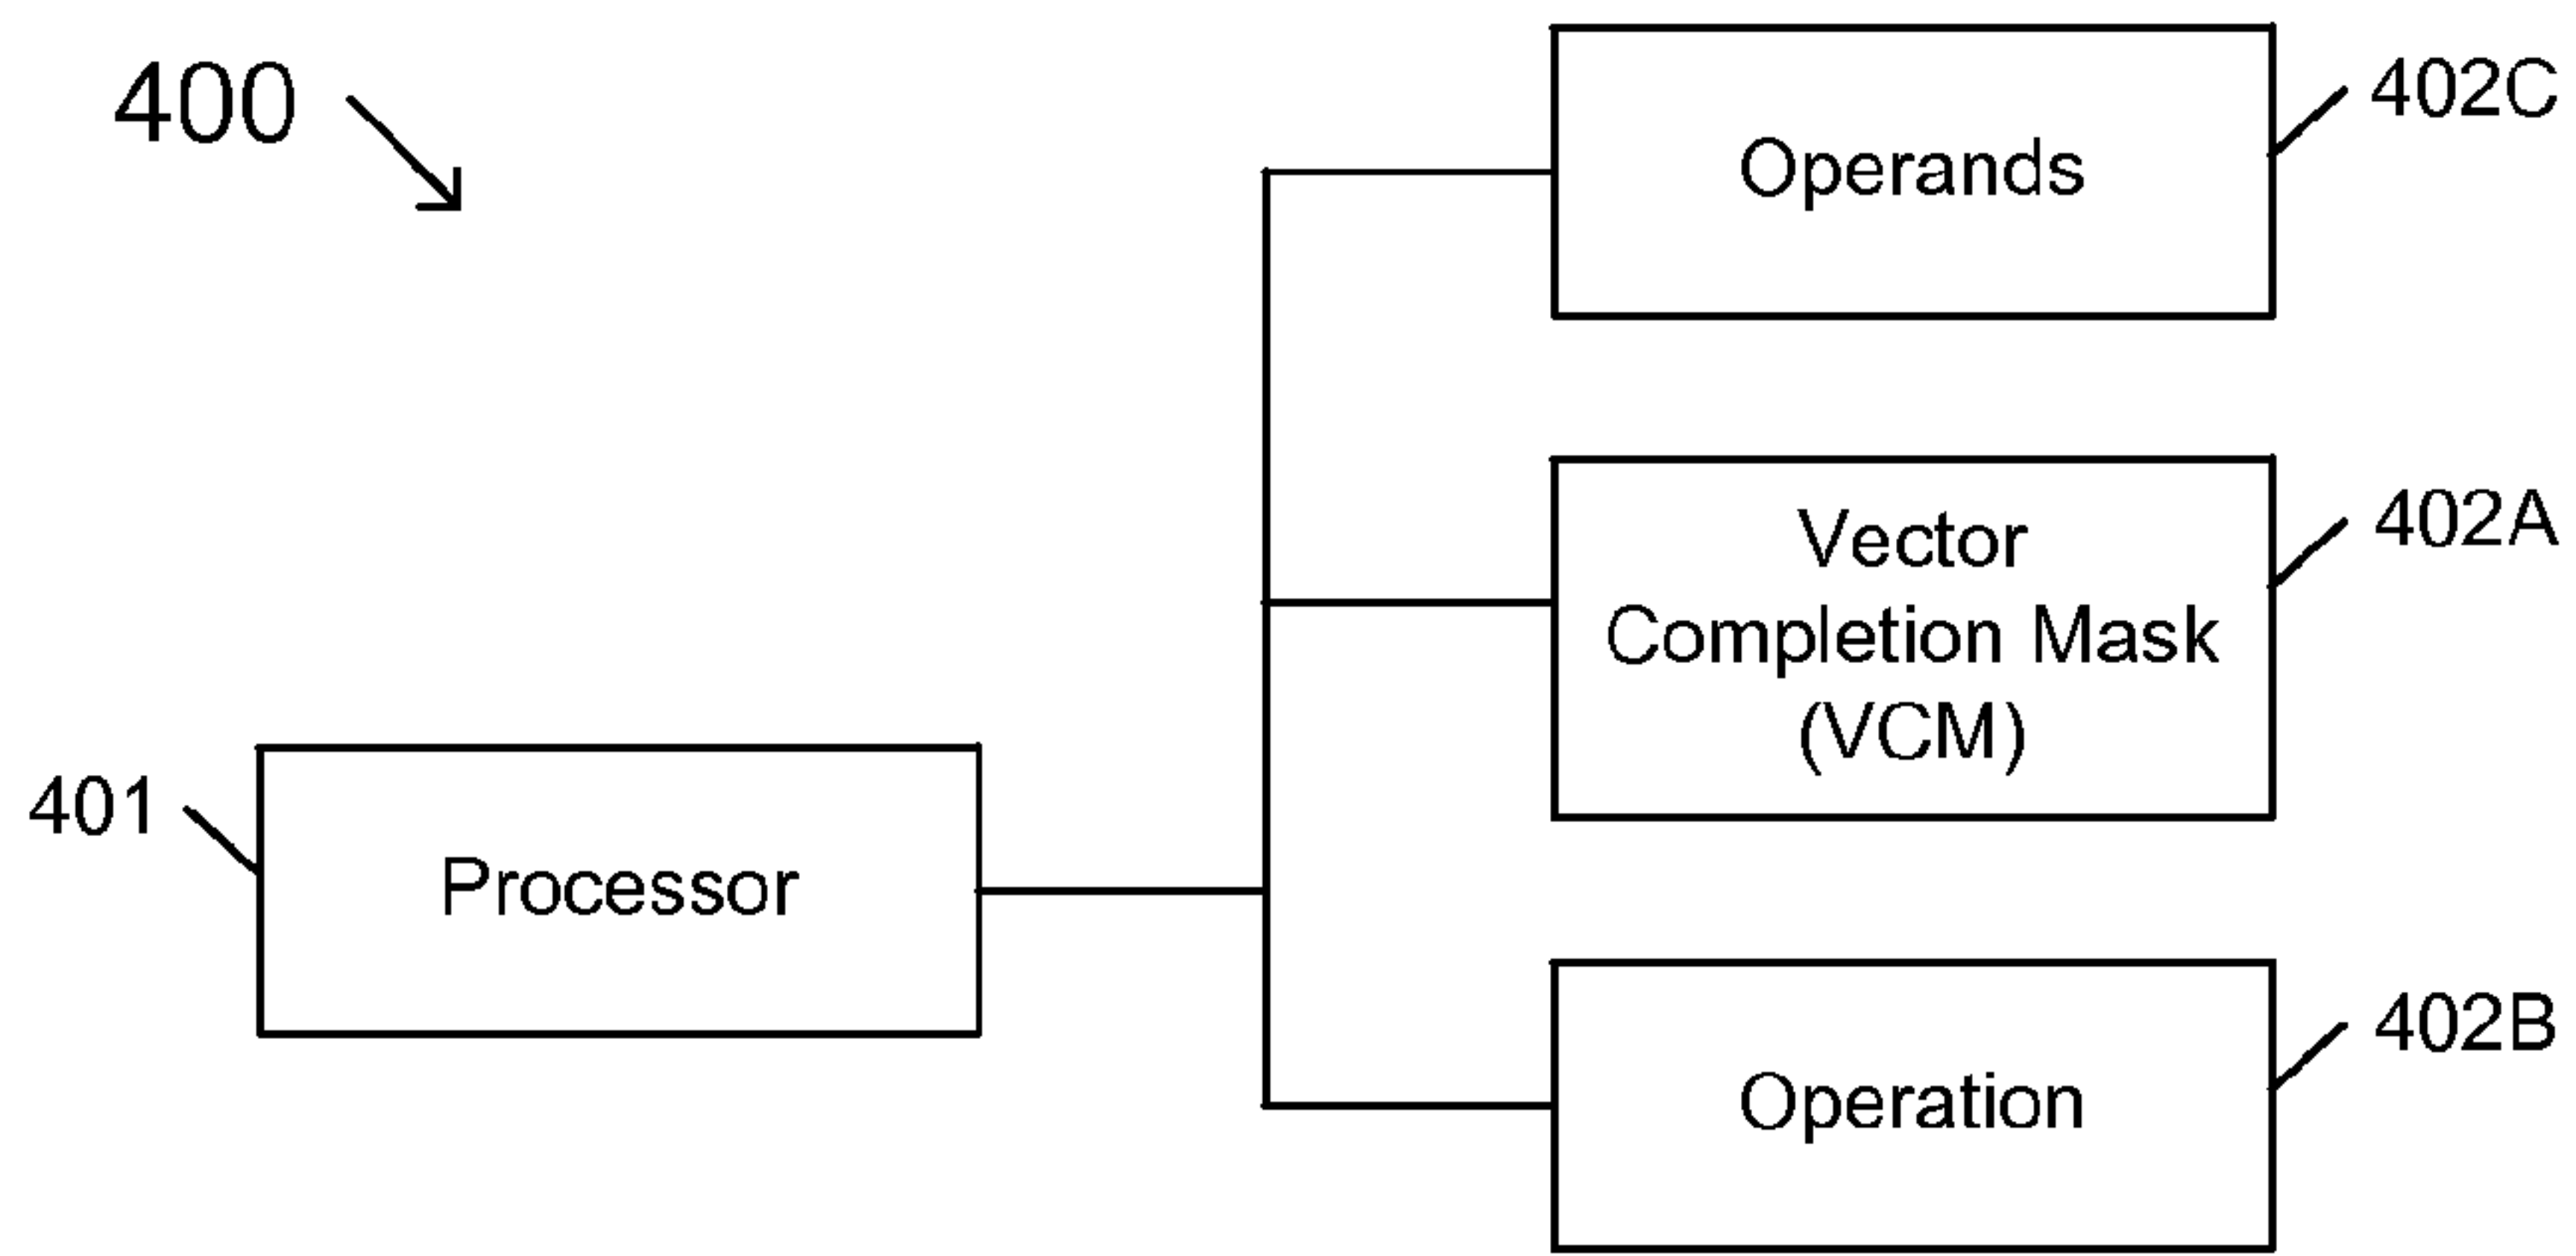 400
402C
Operands
402A
Vector
Completion Mask
(VCM)
401
Processor
402B
Operation